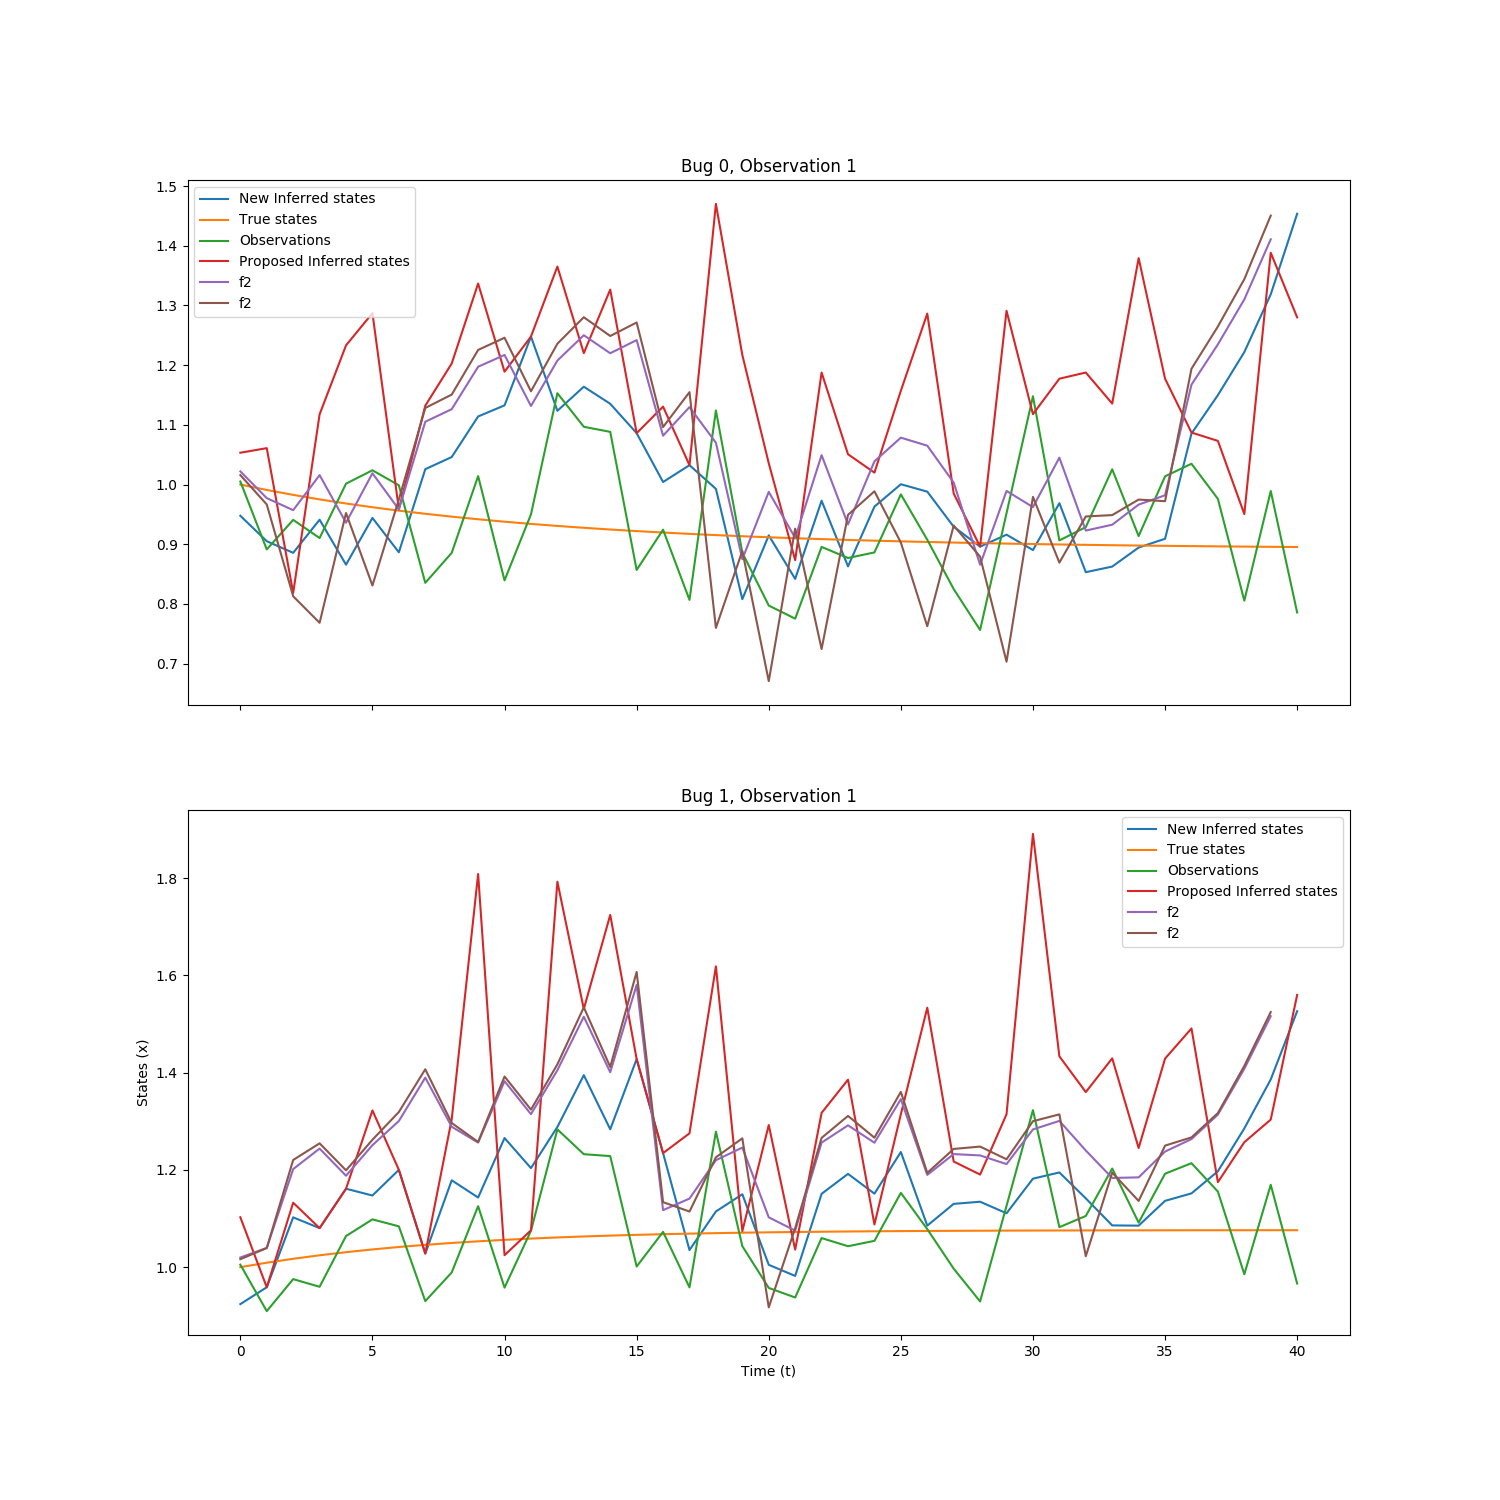 Bug 0, Observation 1
1.5
1.4
1.3
1.2
1.1
1.0
0.9
0.8
0.7
New Inferred states
True states
Observations
Proposed Inferred states
f2
f2
Bug 1, Observation 1
States (x)
1.8
1.6
1.4
1.2
1.0
New Inferred states
True states
Observations
Proposed Inferred states
f2
f2
0 5 10 15 20 25 30 35 40
Time (t)